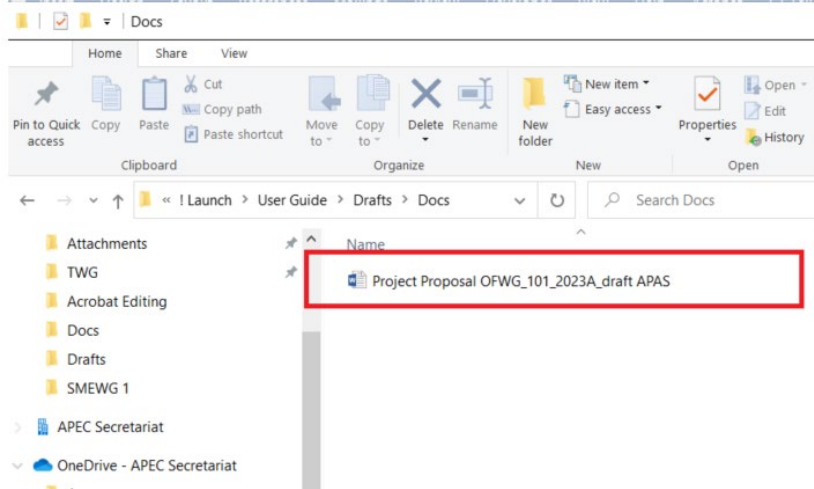 Docs
Home Share View
Pin to Quick access
Copy
Paste
Cut
Copy path
Paste shortcut
Move to
Copy to
Delete
Rename
New folder
New item
Easy access
Properties
Open
Edit
History
Clipboard Organize New Open
« ! Launch > User Guide > Drafts > Docs
Search Docs
Name
Attachments
TWG
Acrobat Editing
Docs
Drafts
SMEWG 1
APEC Secretariat
OneDrive - APEC Secretariat
Project Proposal OFWG_101_2023A_draft APAS